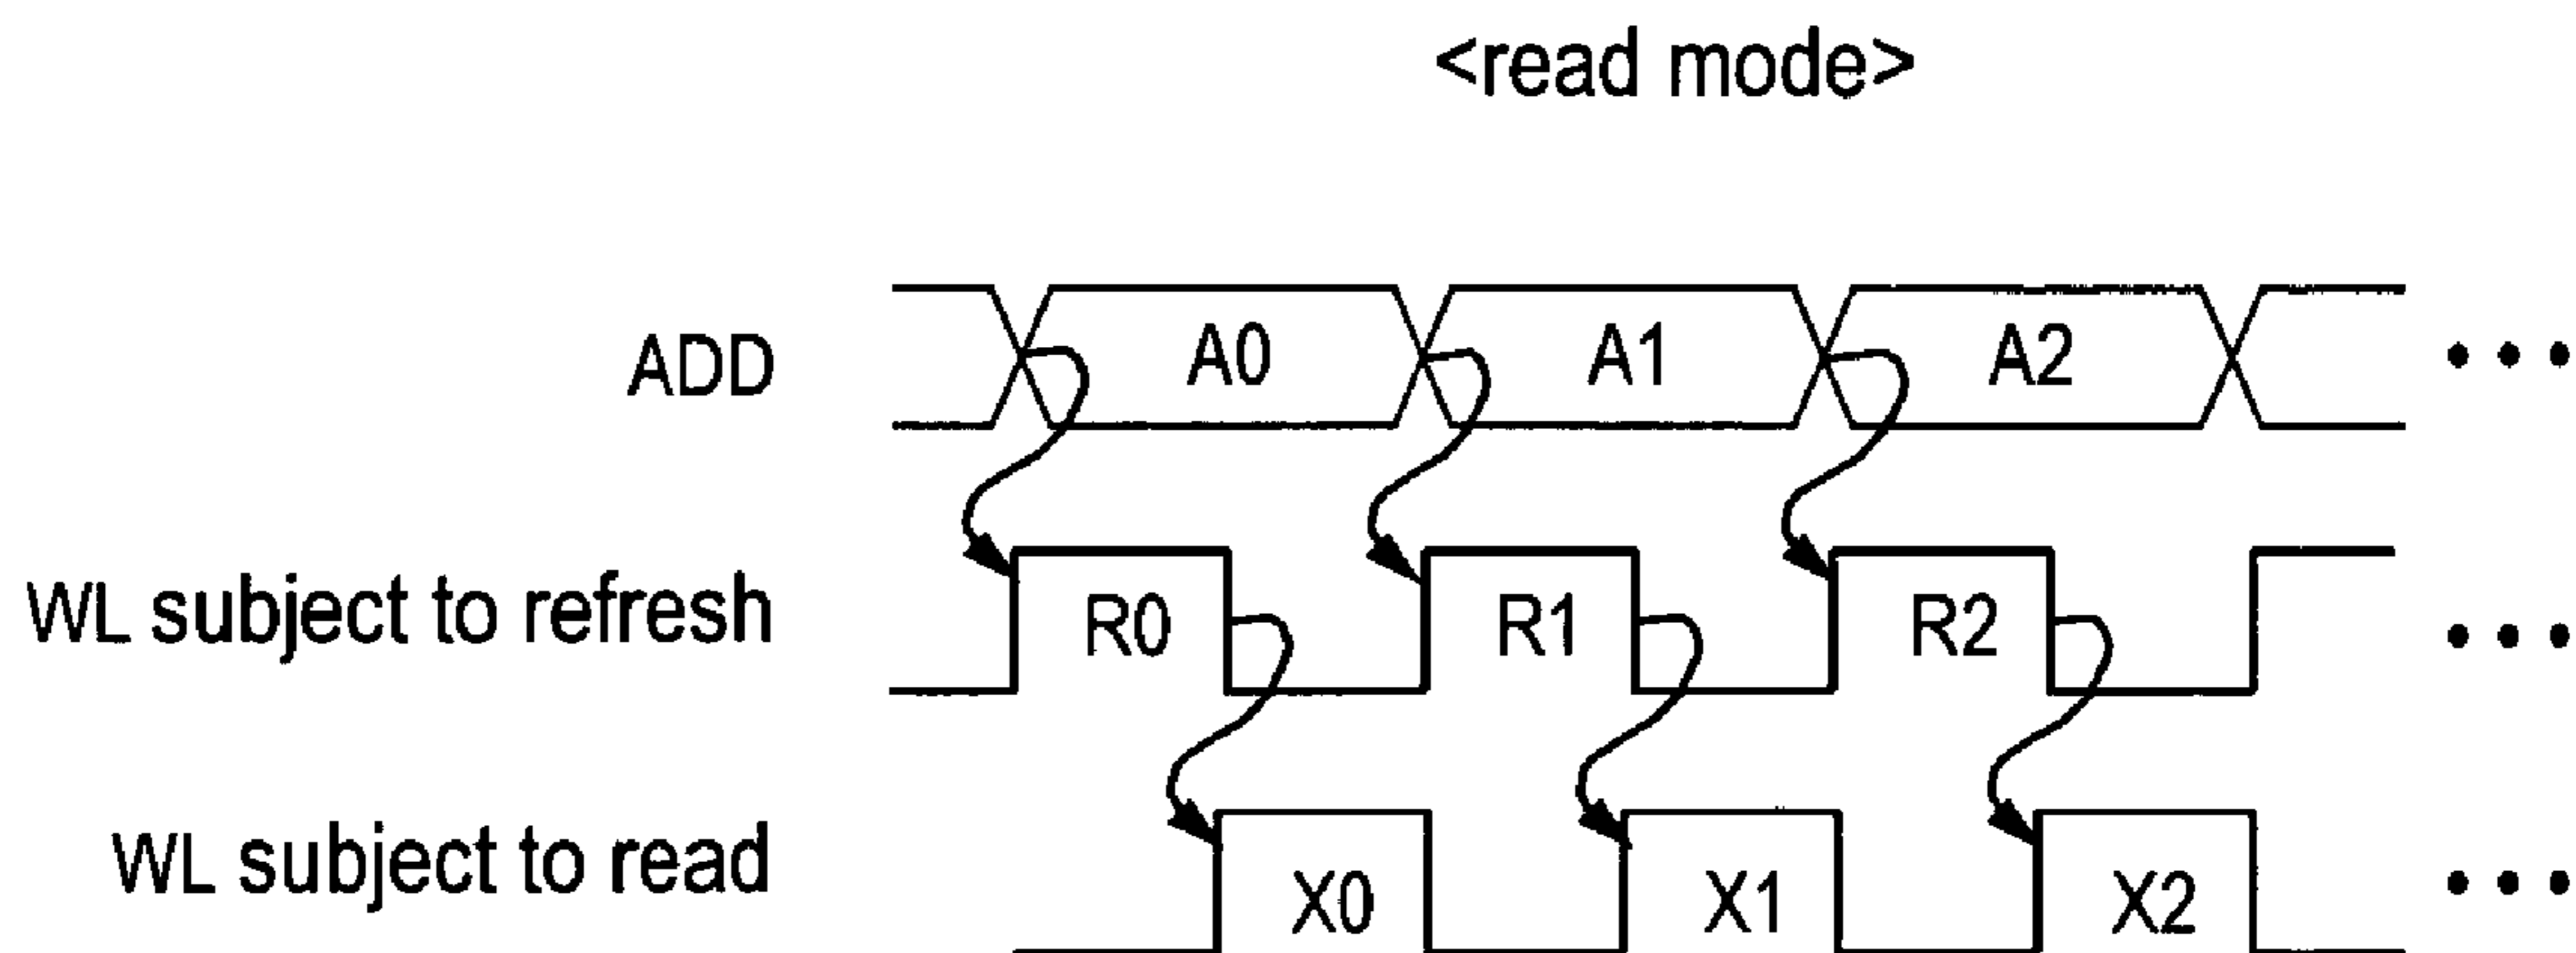 <read mode>
ADD A0 A1 A2 • • •
WL subject to refresh R0 R1 R2 • • •
WL subject to read X0 X1 X2 • • •